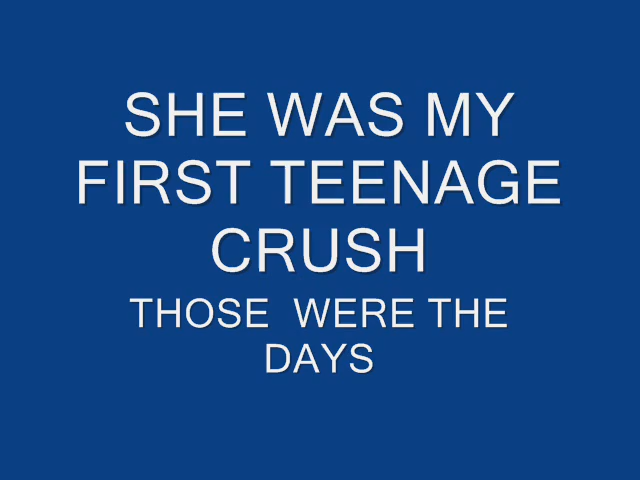 SHE WAS MY
FIRST TEENAGE
CRUSH
THOSE  WERE THE
DAYS